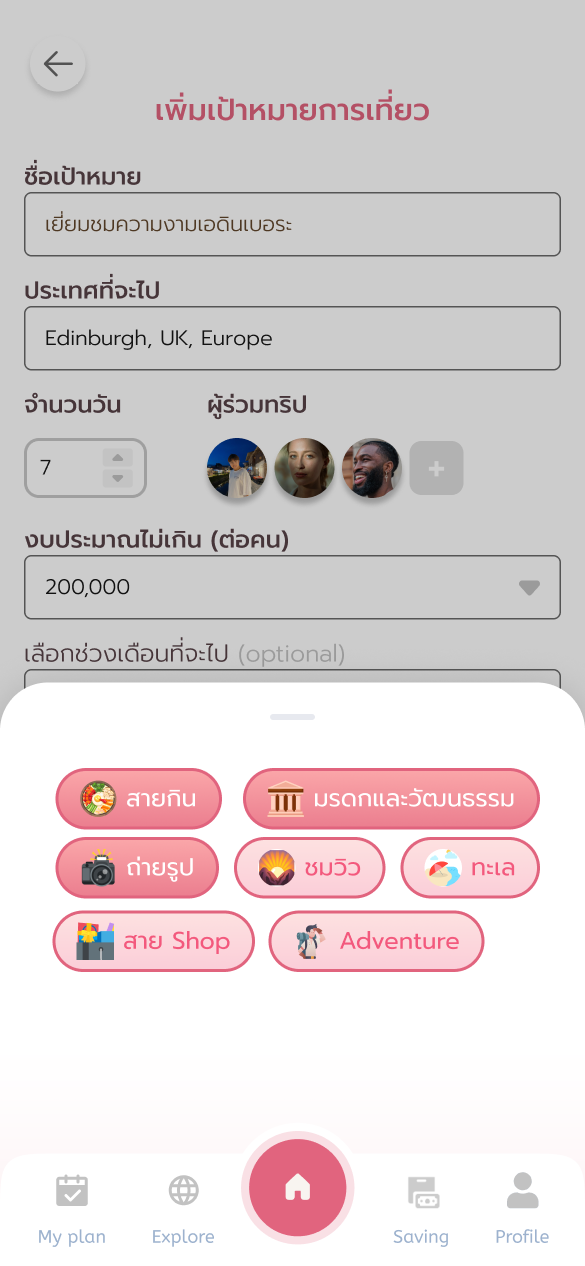 เพิ่มเป้าหมายการเที่ยว
ชื่อเป้าหมาย
เยี่ยมชมความงามเอดินเบอระ
ประเทศที่จะไป
Edinburgh, UK, Europe
จำนวนวัน ผู้ร่วมทริป
7
งบประมาณไม่เกิน (ต่อคน)
200,000
เลือกช่วงเดือนที่จะไป (optional)
สายกิน มรดกและวัฒนธรรม
ถ่ายรูป ชมวิว ทะเล
สาย Shop Adventure
My plan Explore Saving Profile